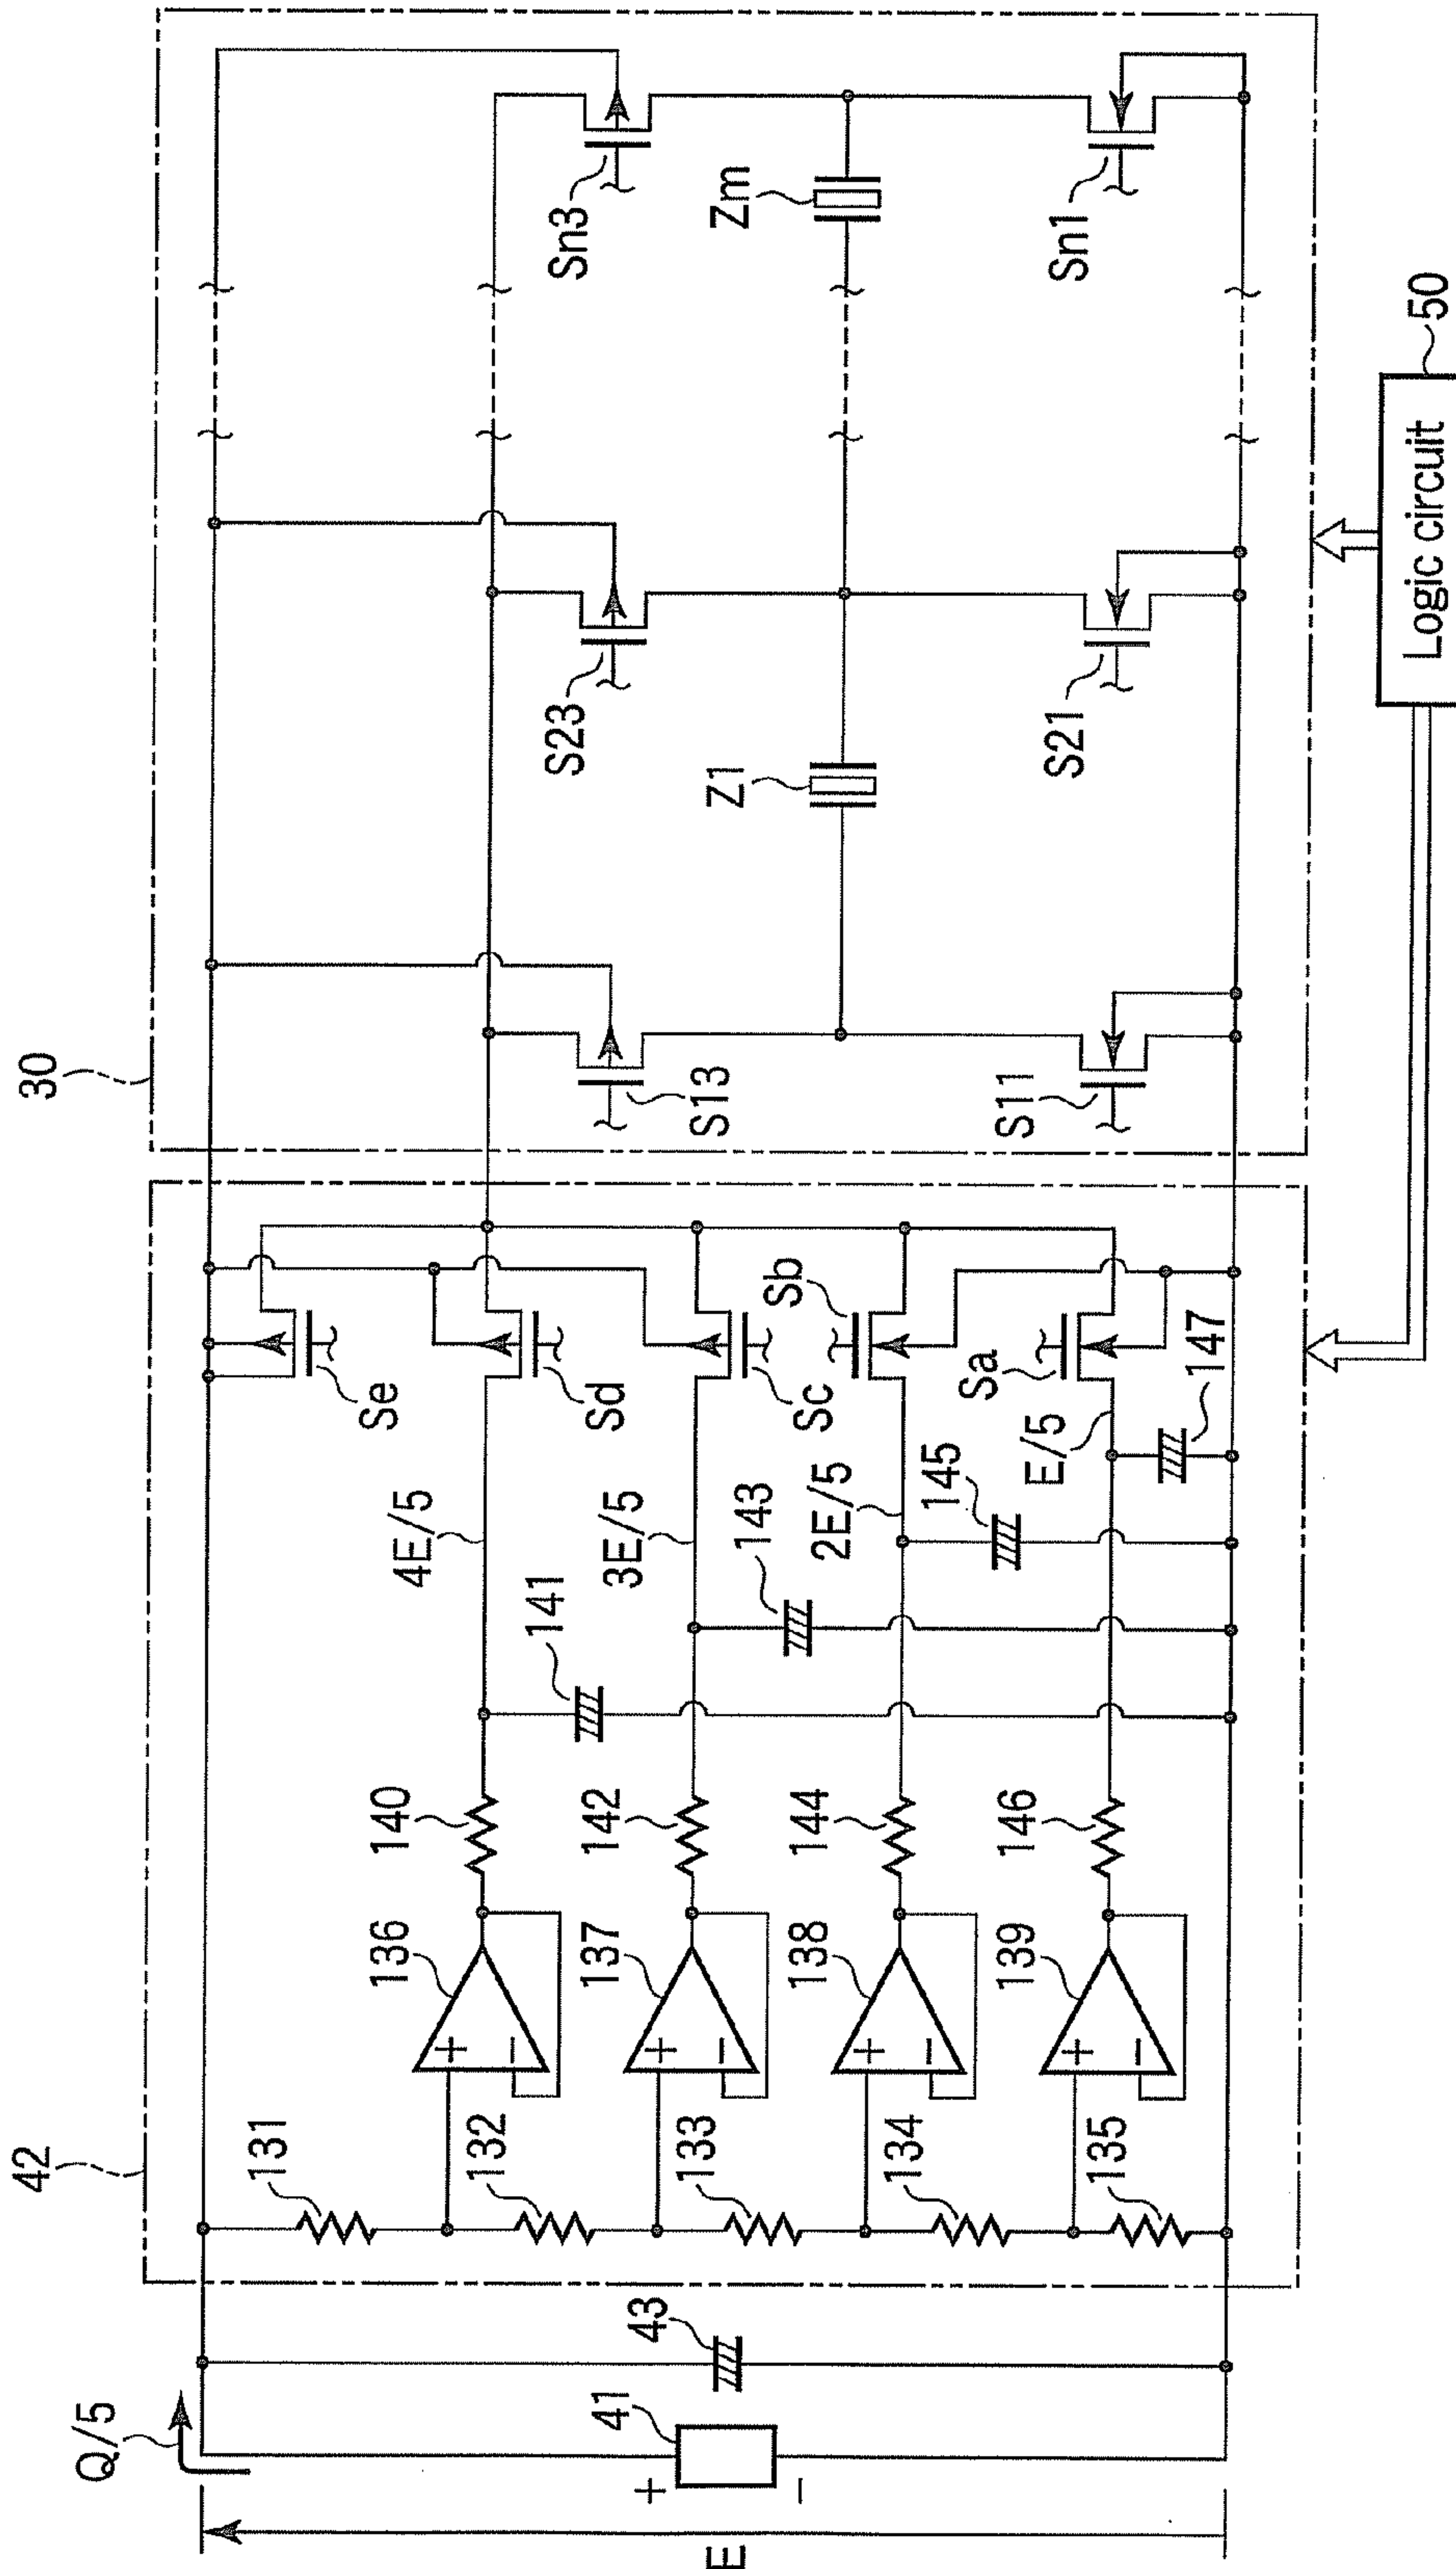 30
42
Q/5
E
+
41
−
43
131
132
133
134
135
136
+
−
137
+
−
138
+
−
139
+
−
140
142
144
146
141
143
145
147
4E/5
3E/5
2E/5
E/5
Se
Sd
Sc
Sb
Sa
S13
S11
Z1
S23
S21
Sn3
Zm
Sn1
Logic circuit
50